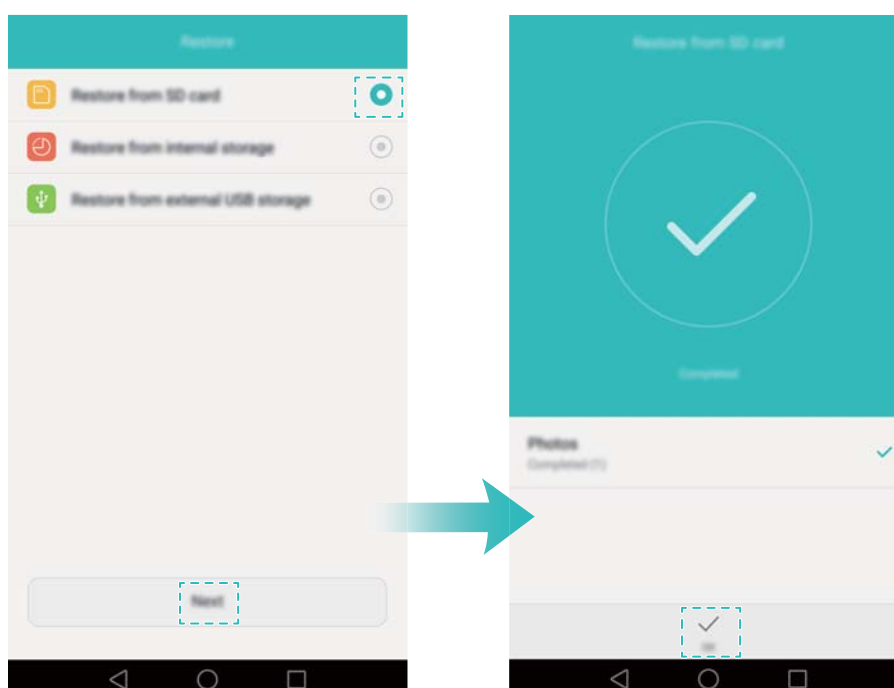 Restore
Restore from SD card
Restore from internal storage
Restore from external USB storage
Next
Restore from SD card
Completed
Photos
Completed (1)